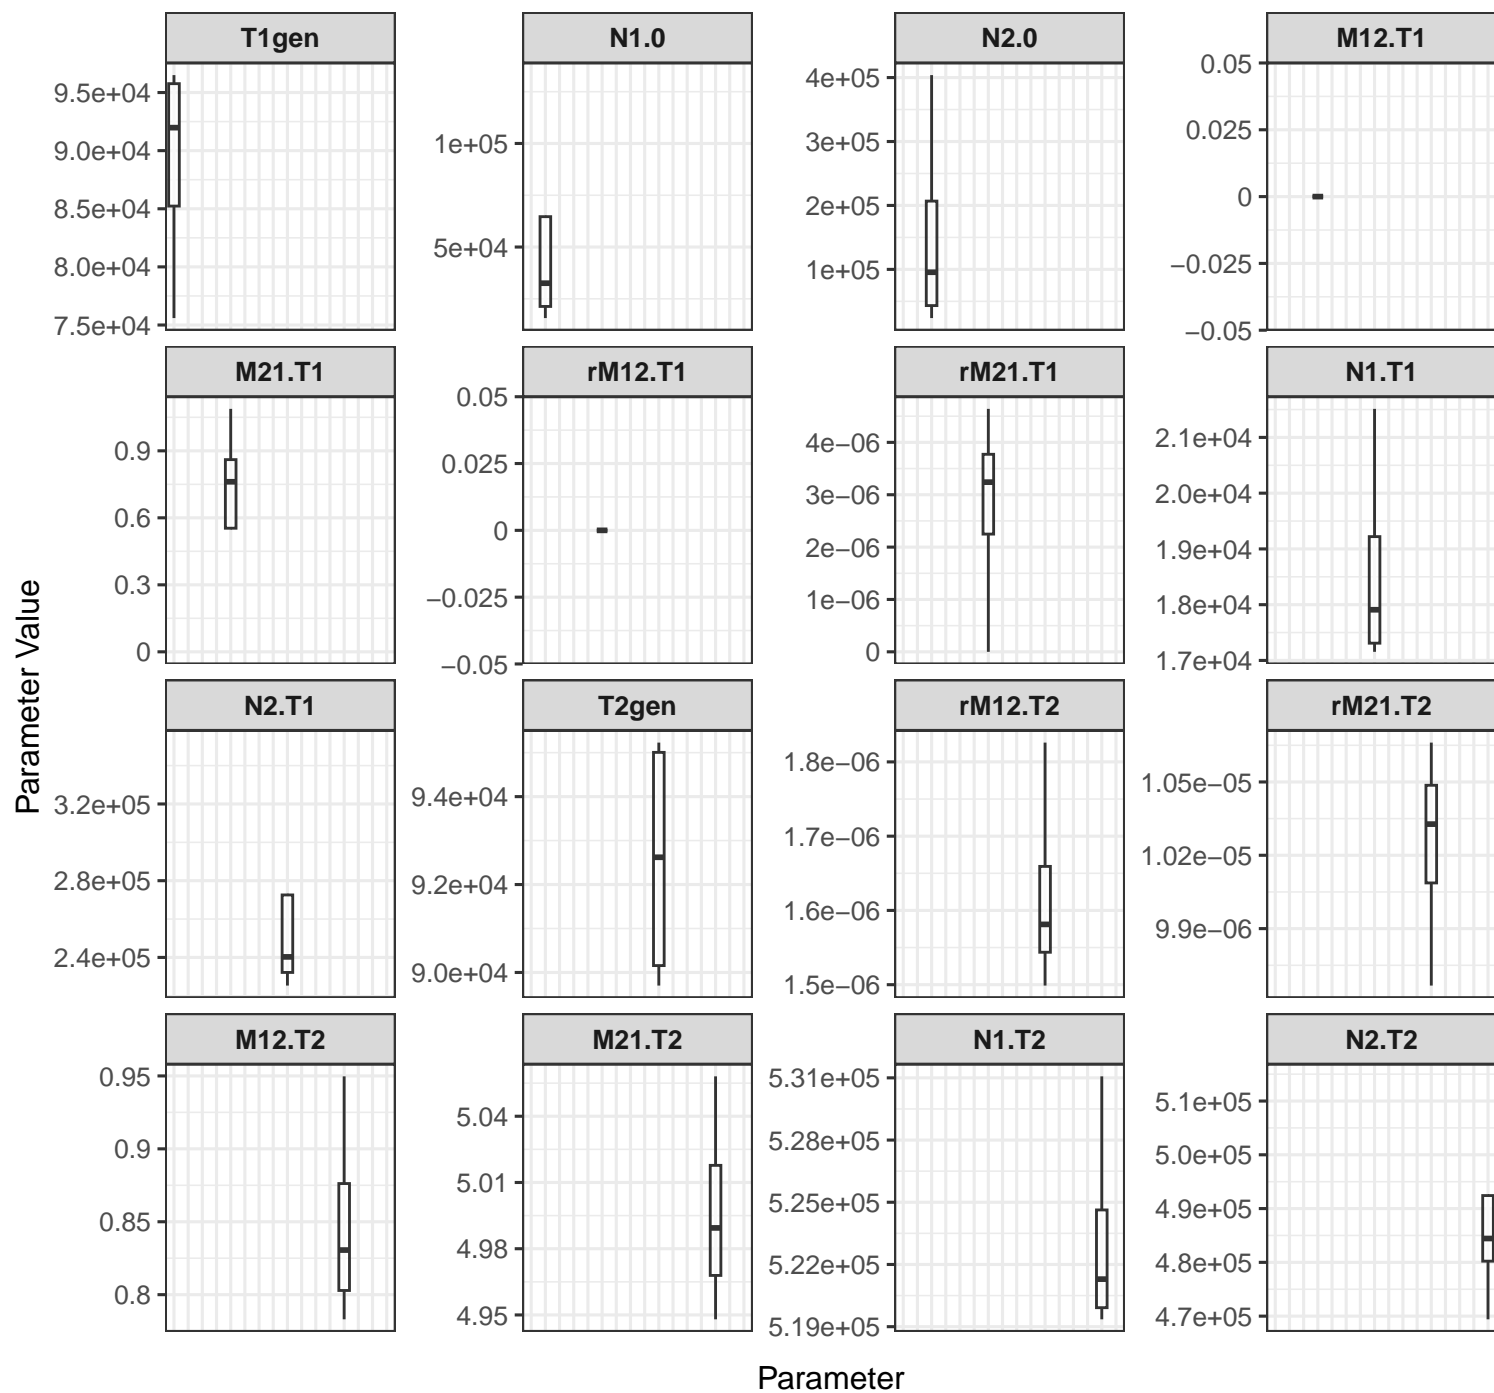 T1gen N1.0 N2.0 M12.T1
9.5e+04
9.0e+04
8.5e+04
8.0e+04
7.5e+04
1e+05
5e+04
4e+05
3e+05
2e+05
1e+05
0.05
0.025
0
−0.025
−0.05
M21.T1 rM12.T1 rM21.T1 N1.T1
0.9
0.6
0.3
0
0.05
0.025
0
−0.025
−0.05
4e−06
3e−06
2e−06
1e−06
0
2.1e+04
2.0e+04
1.9e+04
1.8e+04
1.7e+04
Parameter Value
N2.T1 T2gen rM12.T2 rM21.T2
3.2e+05
2.8e+05
2.4e+05
9.4e+04
9.2e+04
9.0e+04
1.8e−06
1.7e−06
1.6e−06
1.5e−06
1.05e−05
1.02e−05
9.9e−06
M12.T2 M21.T2 N1.T2 N2.T2
0.95
0.9
0.85
0.8
5.04
5.01
4.98
4.95
5.31e+05
5.28e+05
5.25e+05
5.22e+05
5.19e+05
5.1e+05
5.0e+05
4.9e+05
4.8e+05
4.7e+05
Parameter